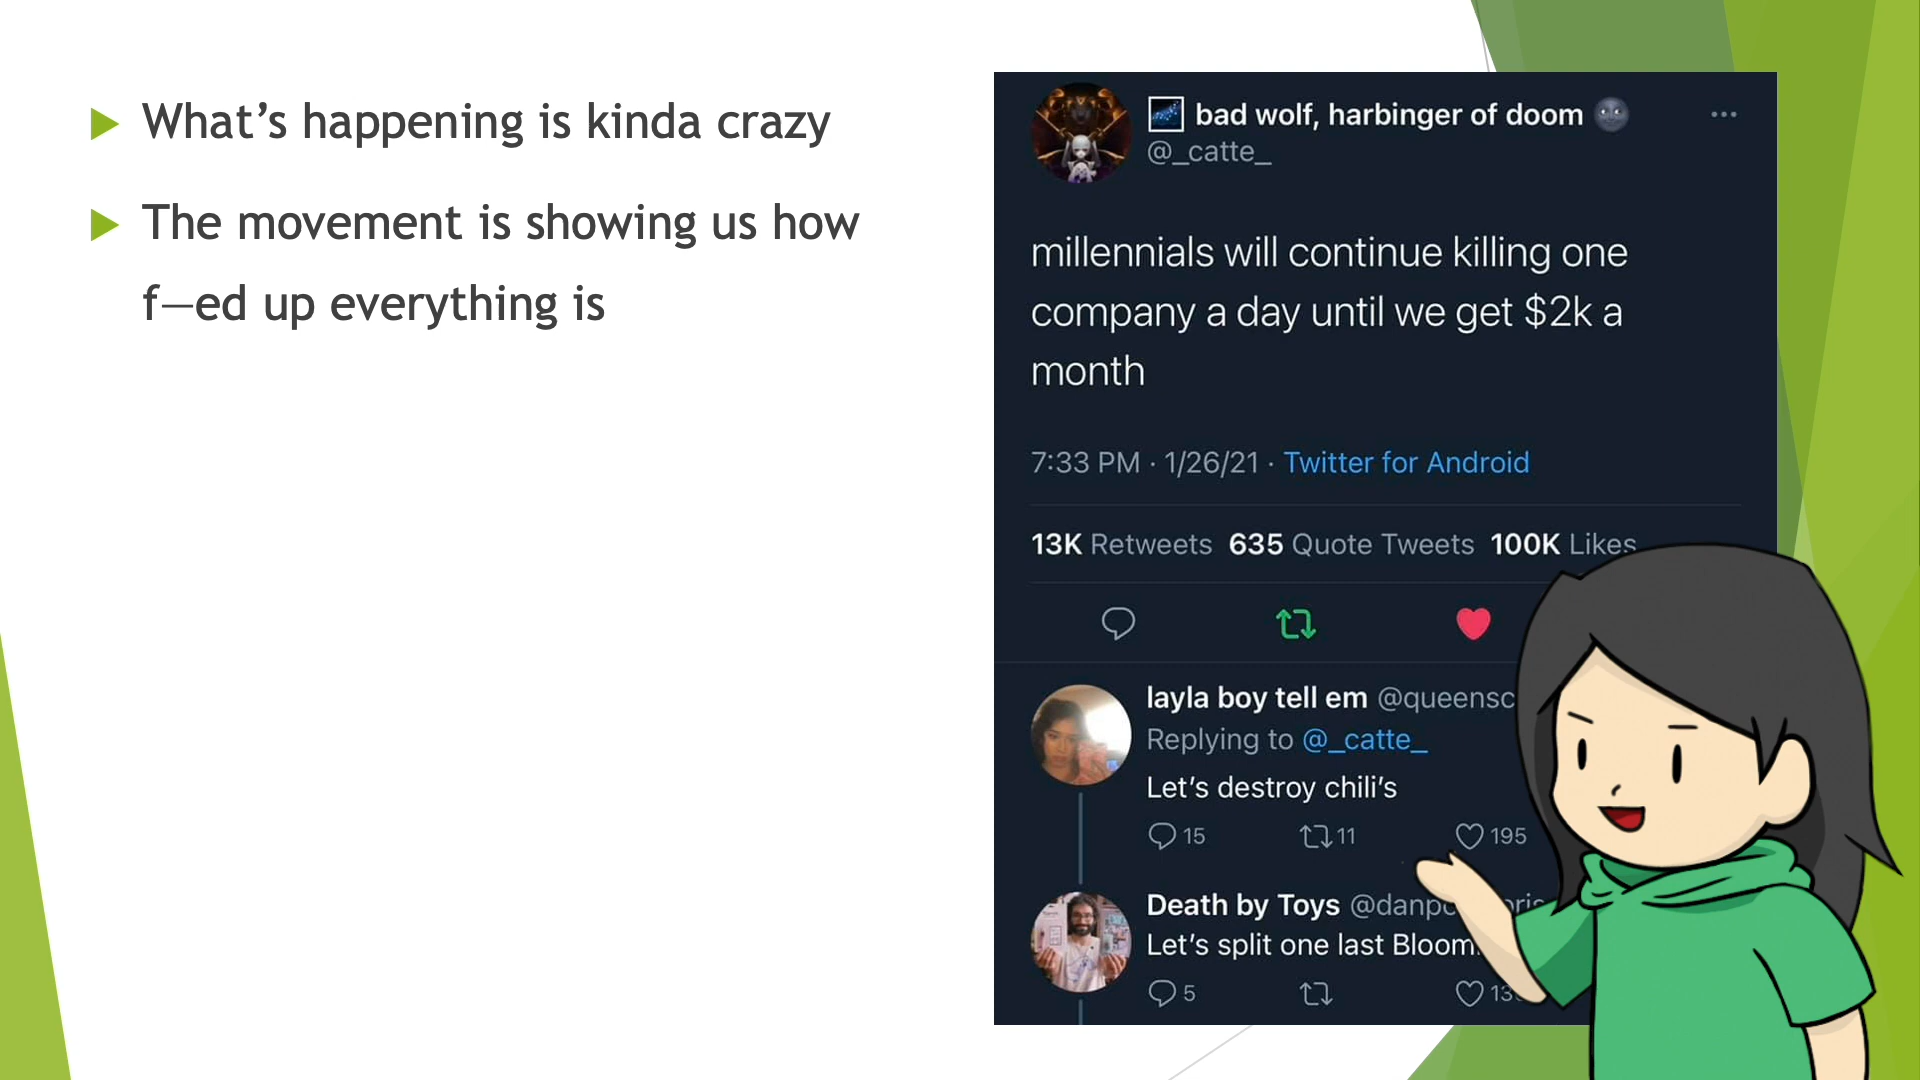 What’s happening is kinda crazy
The movement is showing us how
f—ed up everything is
bad wolf, harbinger of doom
@_catte_
millennials will continue killing one
company a day until we get $2k a
month
7:33 PM · 1/26/21 · Twitter for Android
13K Retweets 635 Quote Tweets 100K Likes
layla boy tell em @queensc
Replying to @_catte_
Let’s destroy chili’s
15 11 195
Death by Toys
Let’s split one last Bloom
5